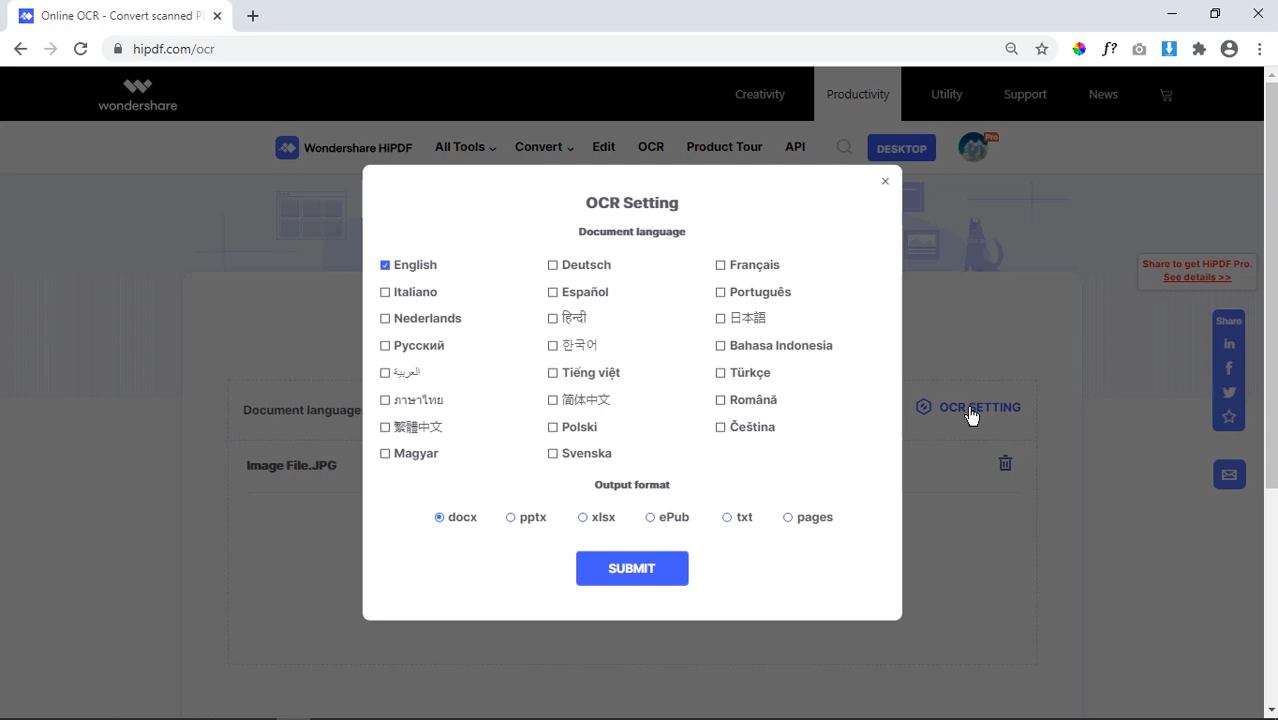 Online OCR - Convert scanned P
hipdf.com/ocr
f?
wondershare
Creativity
Productivity
Utility
Support
News
Wondershare HiPDF
All Tools
Convert
Edit
OCR
Product Tour
API
DESKTOP
Pro
OCR Setting
Document language
English
Deutsch
Français
Italiano
Español
Português
Nederlands
हिन्दी
日本語
Русский
한국어
Bahasa Indonesia
العربية
Tiếng việt
Türkçe
ภาษาไทย
简体中文
Română
繁體中文
Polski
Čeština
Magyar
Svenska
Output format
docx
pptx
xlsx
ePub
txt
pages
SUBMIT
Document language
OCR SETTING
Image File.JPG
Share to get HiPDF Pro.
See details >>
Share